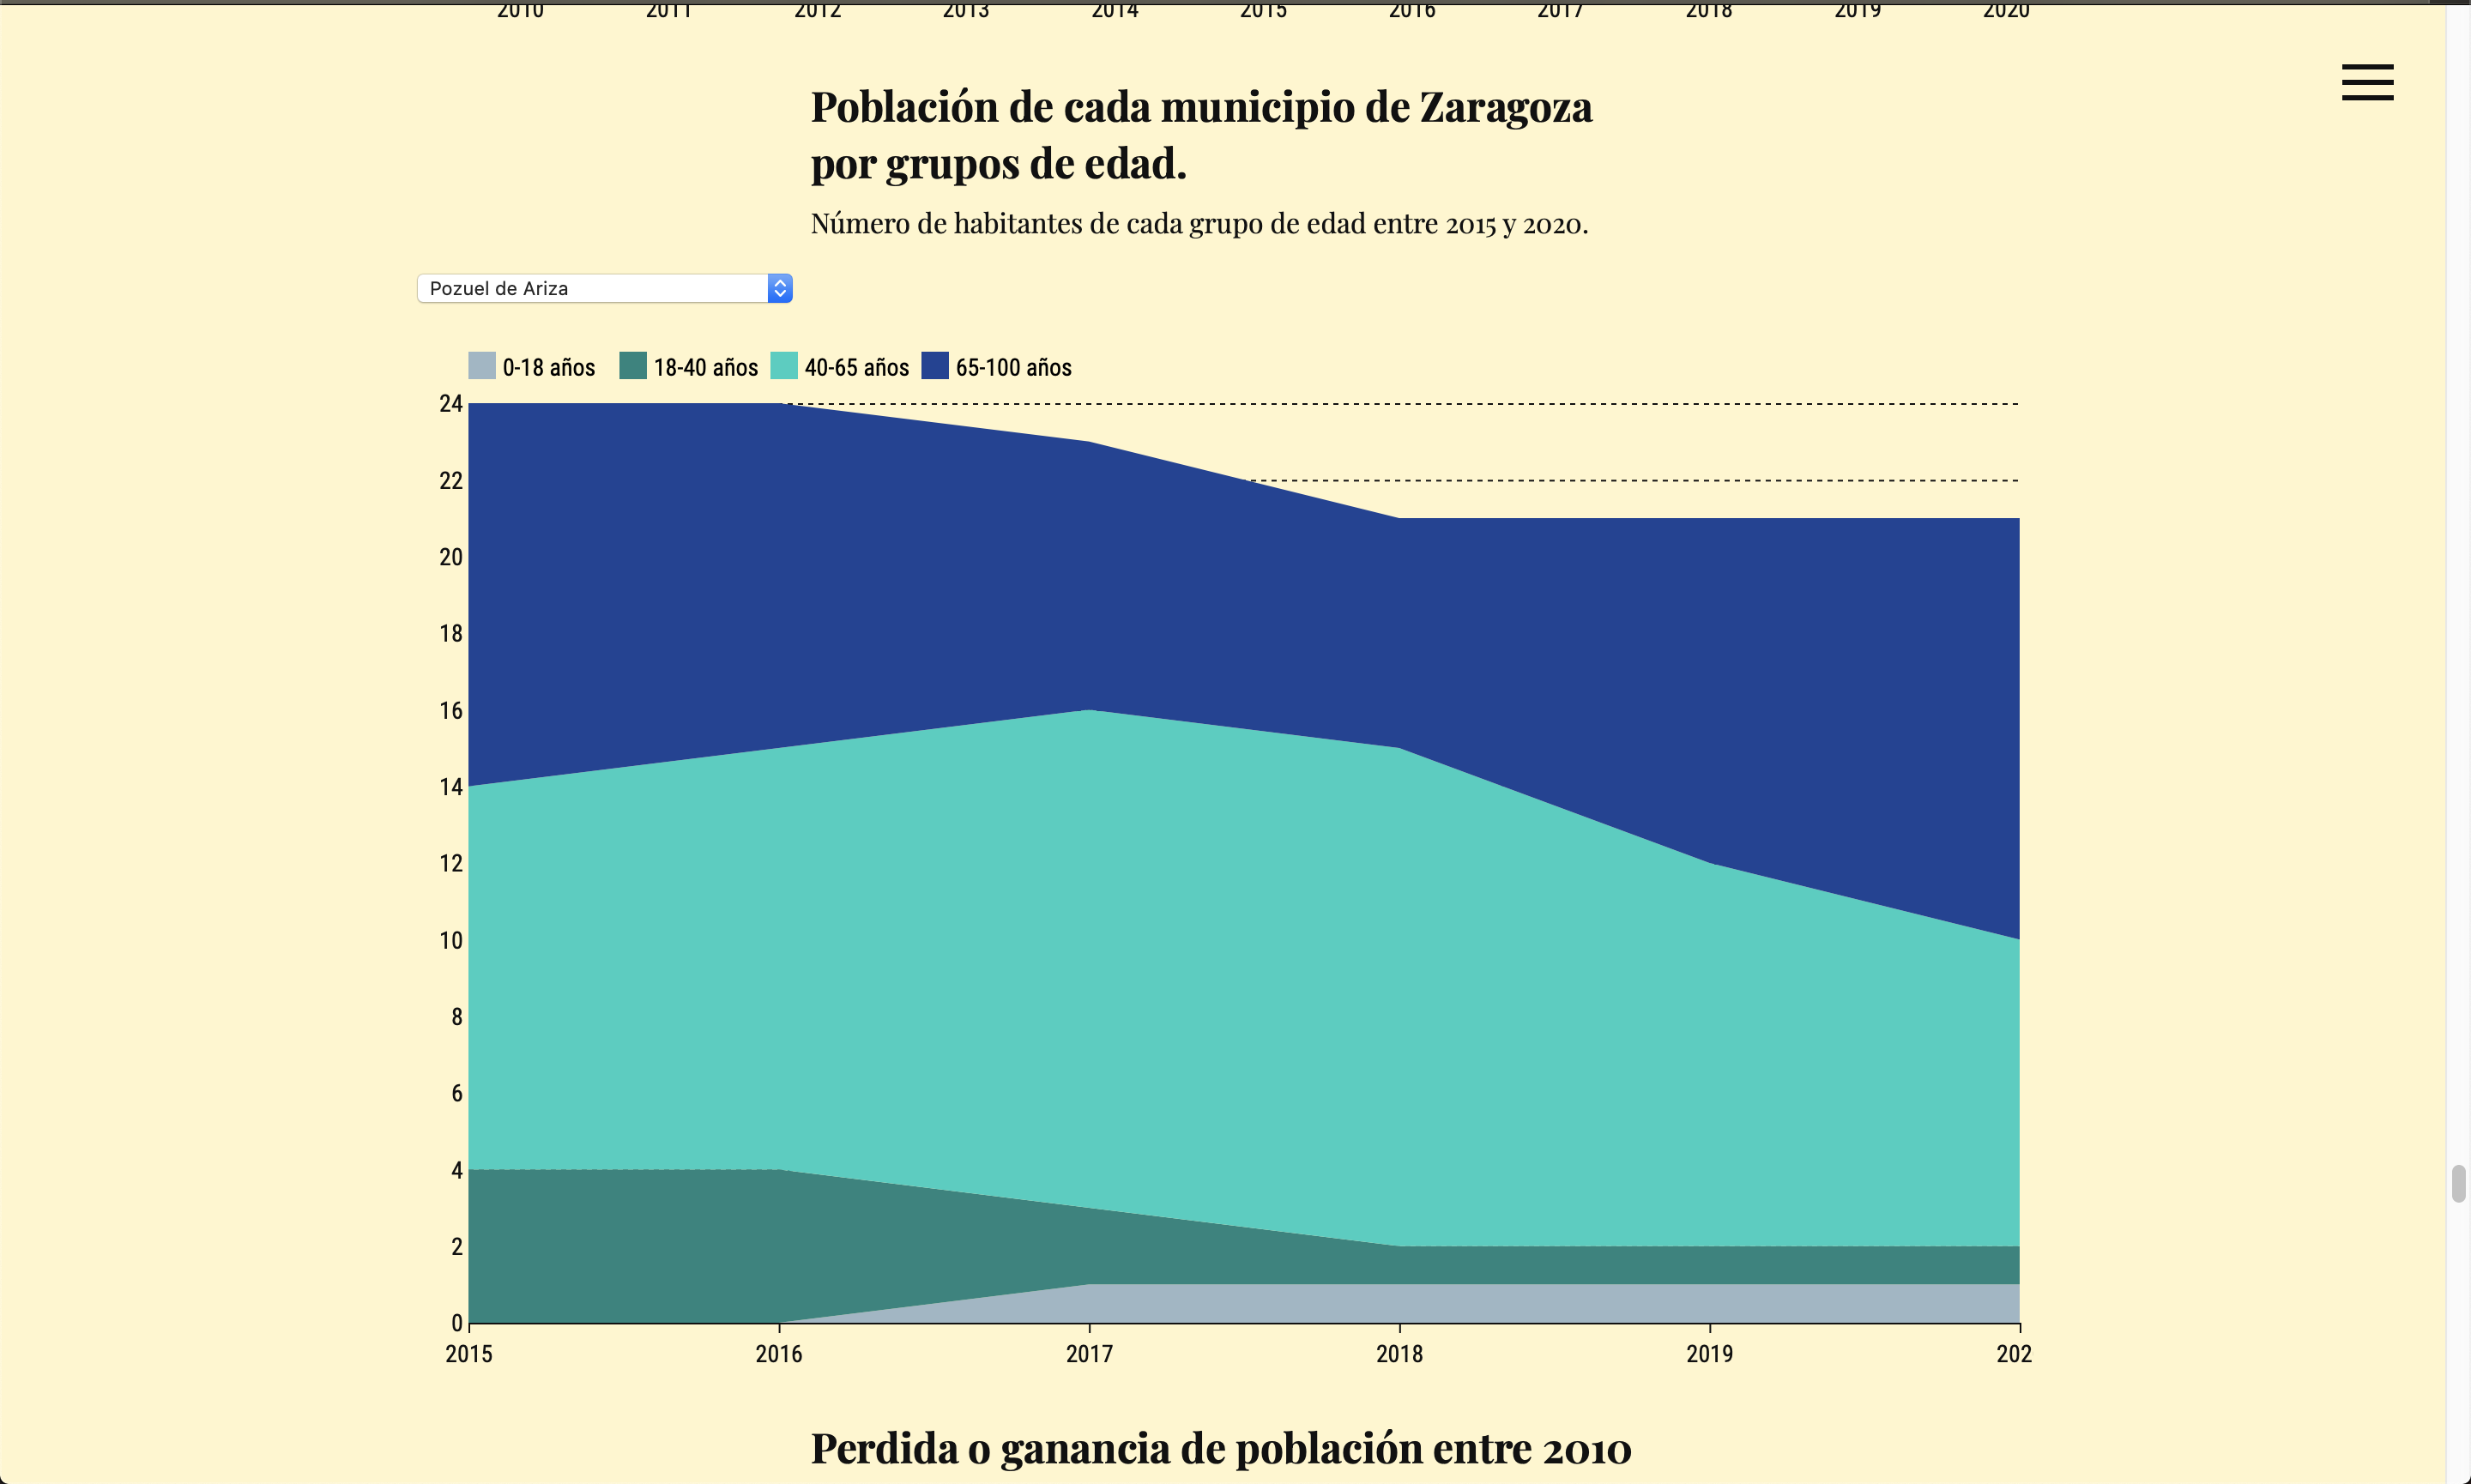 2010 2011 2012 2013 2014 2015 2016 2017 2018 2019 2020
Población de cada municipio de Zaragoza
por grupos de edad.
Número de habitantes de cada grupo de edad entre 2015 y 2020.
Pozuel de Ariza
0-18 años 18-40 años 40-65 años 65-100 años
24
22
20
18
16
14
12
10
8
6
4
2
0
2015 2016 2017 2018 2019 202
Perdida o ganancia de población entre 2010